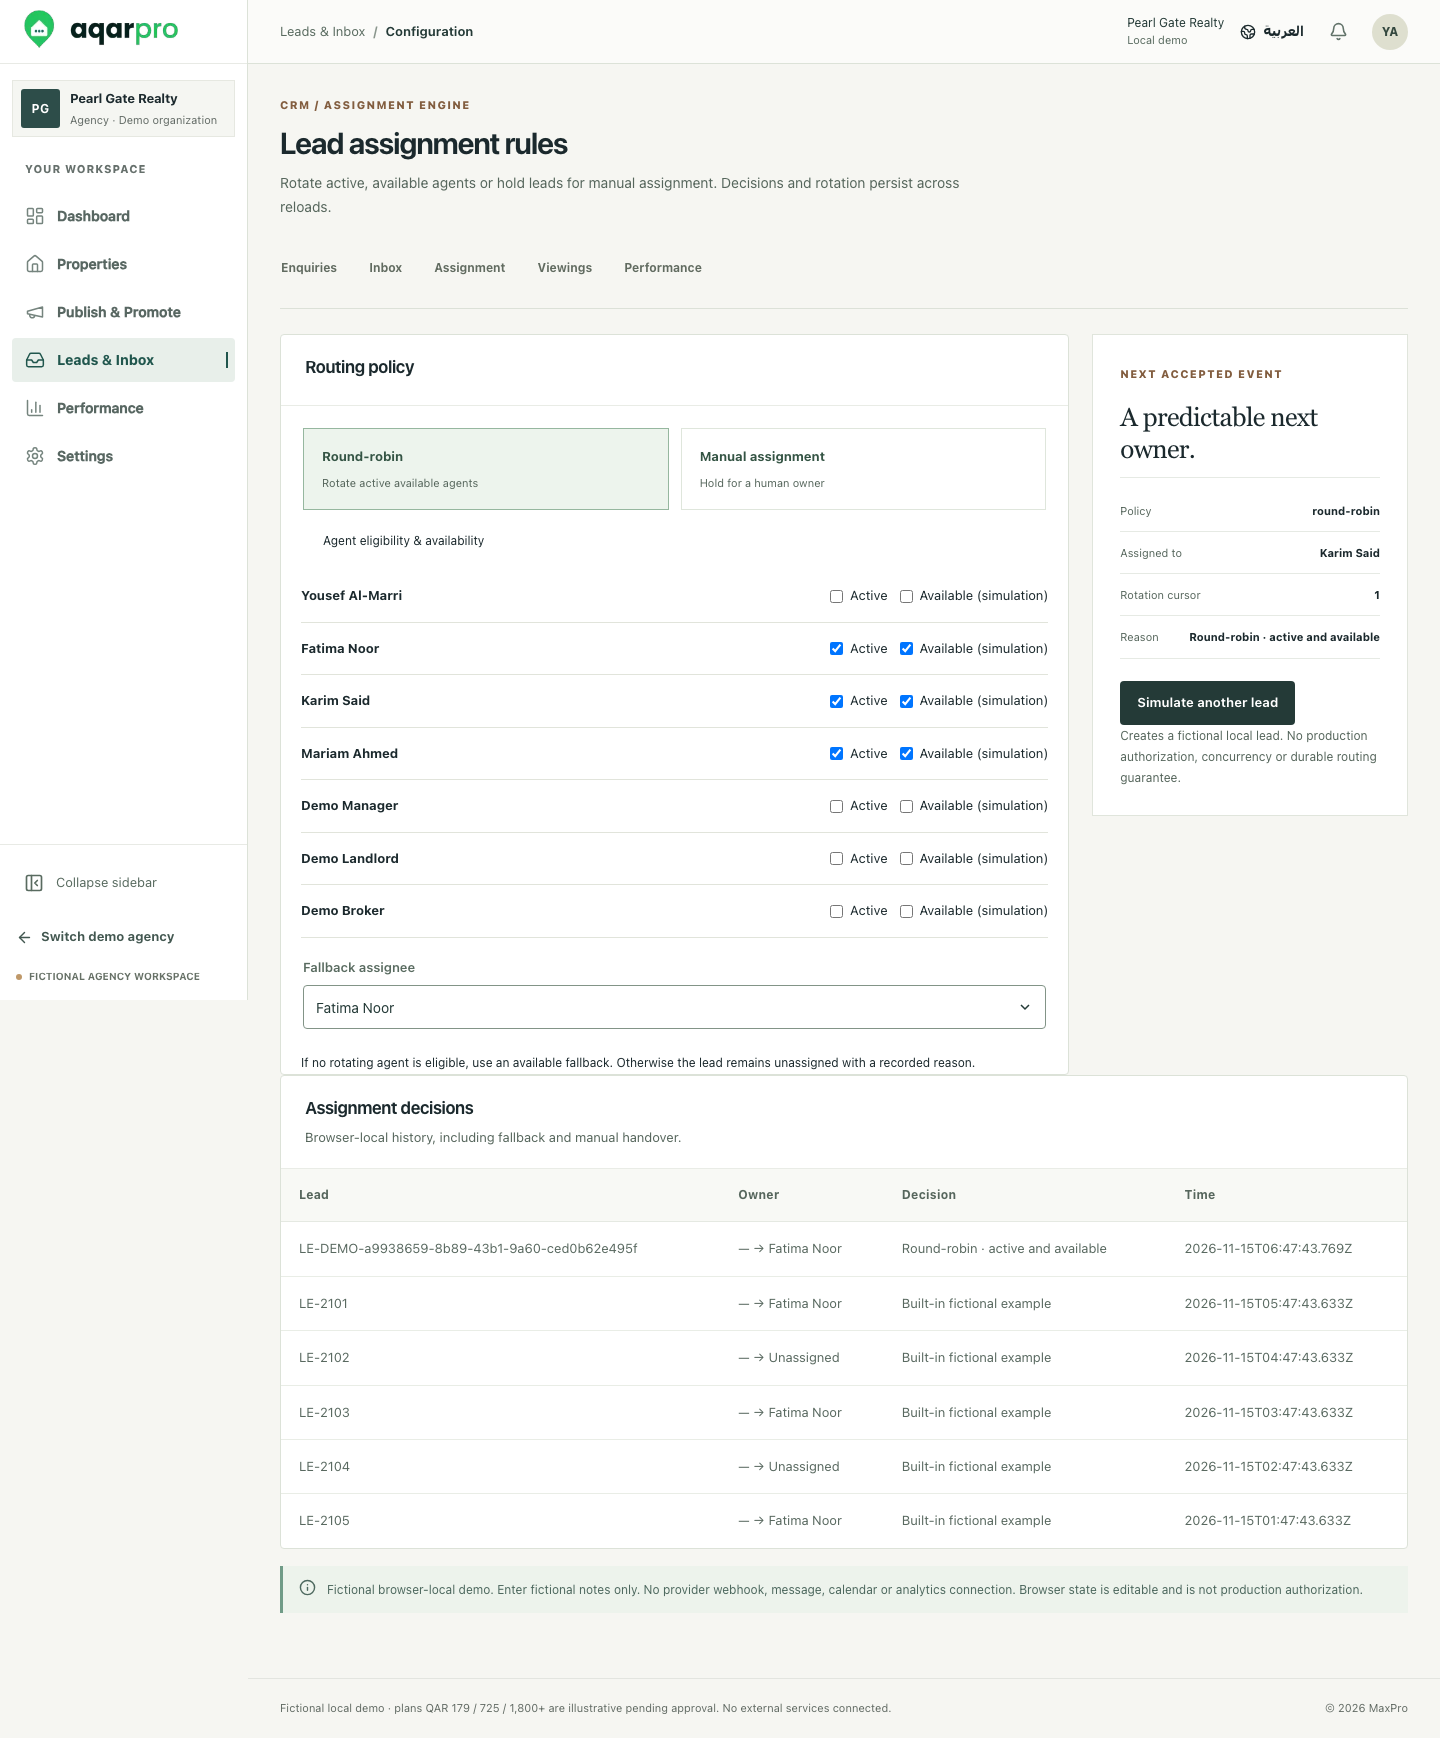 aqarpro
PG
Pearl Gate Realty
Agency · Demo organization
YOUR WORKSPACE
Dashboard
Properties
Publish & Promote
Leads & Inbox
Performance
Settings
Collapse sidebar
Switch demo agency
FICTIONAL AGENCY WORKSPACE
Leads & Inbox / Configuration
Pearl Gate Realty
Local demo
العربية
YA
CRM / ASSIGNMENT ENGINE
Lead assignment rules
Rotate active, available agents or hold leads for manual assignment. Decisions and rotation persist across
reloads.
Enquiries Inbox Assignment Viewings Performance
Routing policy
Round-robin
Rotate active available agents
Manual assignment
Hold for a human owner
Agent eligibility & availability
Yousef Al-Marri Active Available (simulation)
Fatima Noor Active Available (simulation)
Karim Said Active Available (simulation)
Mariam Ahmed Active Available (simulation)
Demo Manager Active Available (simulation)
Demo Landlord Active Available (simulation)
Demo Broker Active Available (simulation)
Fallback assignee
Fatima Noor
If no rotating agent is eligible, use an available fallback. Otherwise the lead remains unassigned with a recorded reason.
NEXT ACCEPTED EVENT
A predictable next
owner.
Policy round-robin
Assigned to Karim Said
Rotation cursor 1
Reason Round-robin · active and available
Simulate another lead
Creates a fictional local lead. No production
authorization, concurrency or durable routing
guarantee.
Assignment decisions
Browser-local history, including fallback and manual handover.
Lead Owner Decision Time
LE-DEMO-a9938659-8b89-43b1-9a60-ced0b62e495f — → Fatima Noor Round-robin · active and available 2026-11-15T06:47:43.769Z
LE-2101 — → Fatima Noor Built-in fictional example 2026-11-15T05:47:43.633Z
LE-2102 — → Unassigned Built-in fictional example 2026-11-15T04:47:43.633Z
LE-2103 — → Fatima Noor Built-in fictional example 2026-11-15T03:47:43.633Z
LE-2104 — → Unassigned Built-in fictional example 2026-11-15T02:47:43.633Z
LE-2105 — → Fatima Noor Built-in fictional example 2026-11-15T01:47:43.633Z
Fictional browser-local demo. Enter fictional notes only. No provider webhook, message, calendar or analytics connection. Browser state is editable and is not production authorization.
Fictional local demo · plans QAR 179 / 725 / 1,800+ are illustrative pending approval. No external services connected.
© 2026 MaxPro